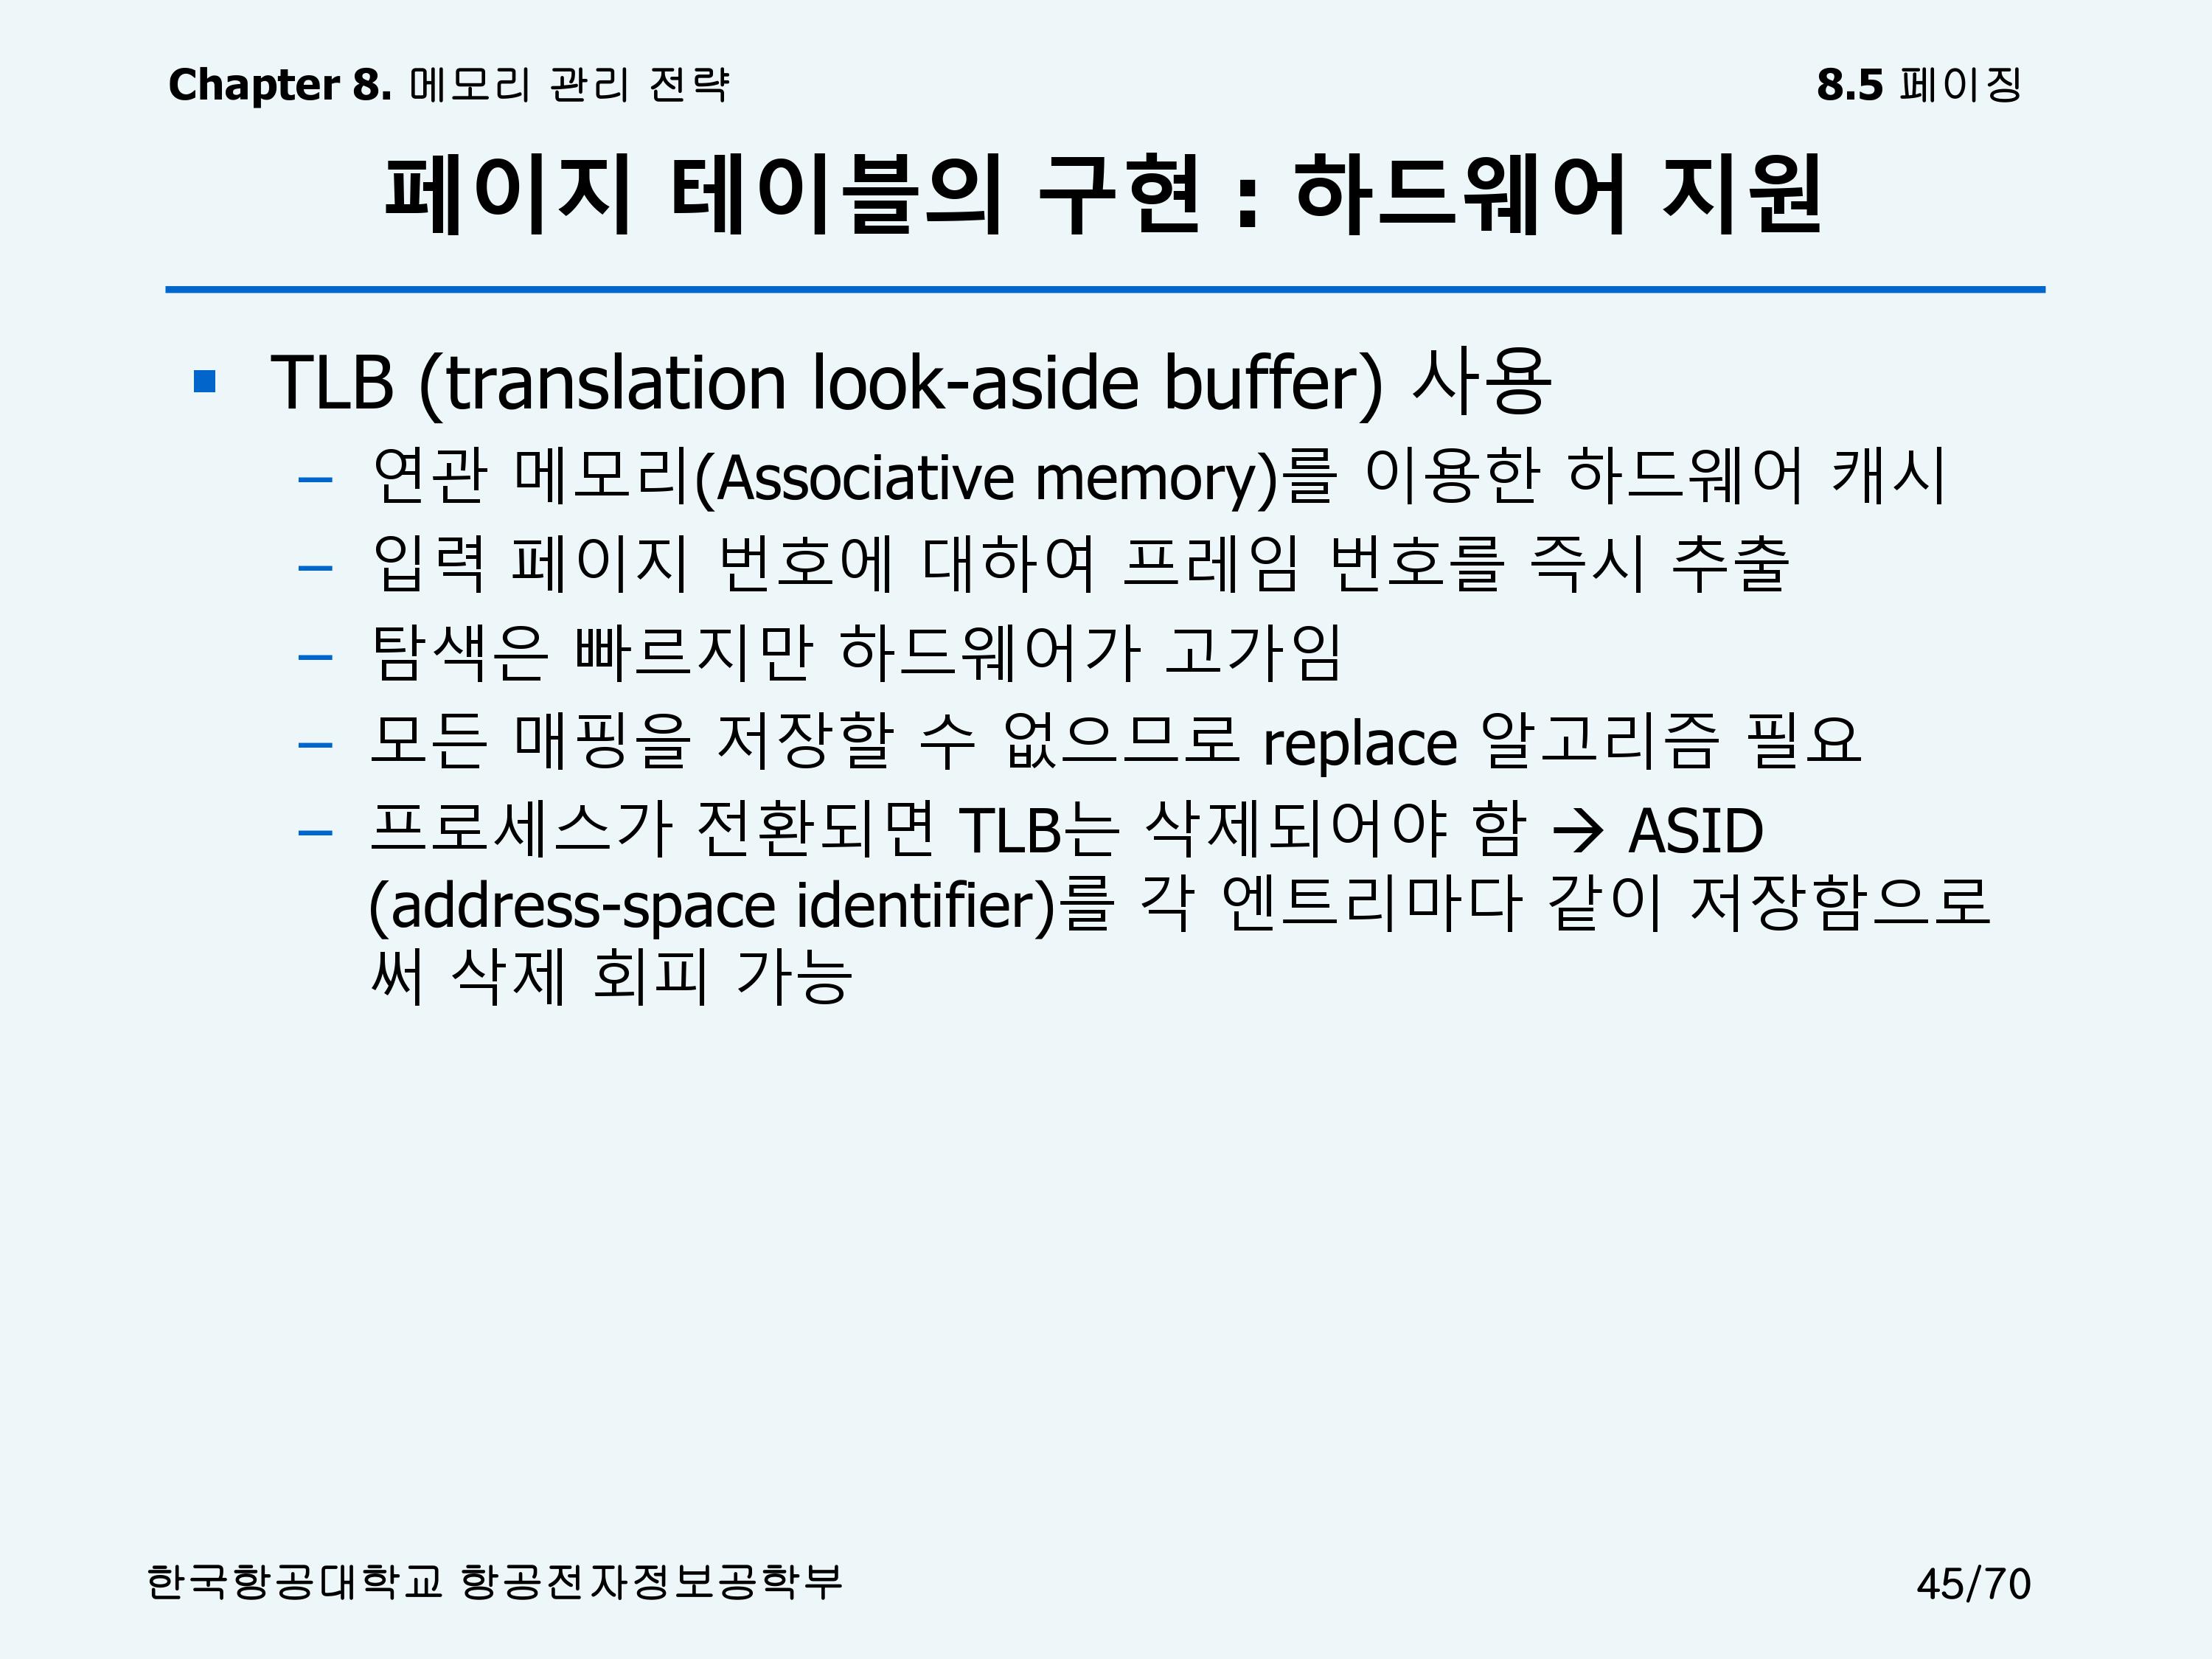 Chapter 8. 메모리 관리 전략
8.5 페이징
페이지 테이블의 구현 : 하드웨어 지원
▪ TLB (translation look-aside buffer) 사용
– 연관 메모리(Associative memory)를 이용한 하드웨어 캐시
– 입력 페이지 번호에 대하여 프레임 번호를 즉시 추출
– 탐색은 빠르지만 하드웨어가 고가임
– 모든 매핑을 저장할 수 없으므로 replace 알고리즘 필요
– 프로세스가 전환되면 TLB는 삭제되어야 함 → ASID
(address-space identifier)를 각 엔트리마다 같이 저장함으로
써 삭제 회피 가능
한국항공대학교 항공전자정보공학부
45/70